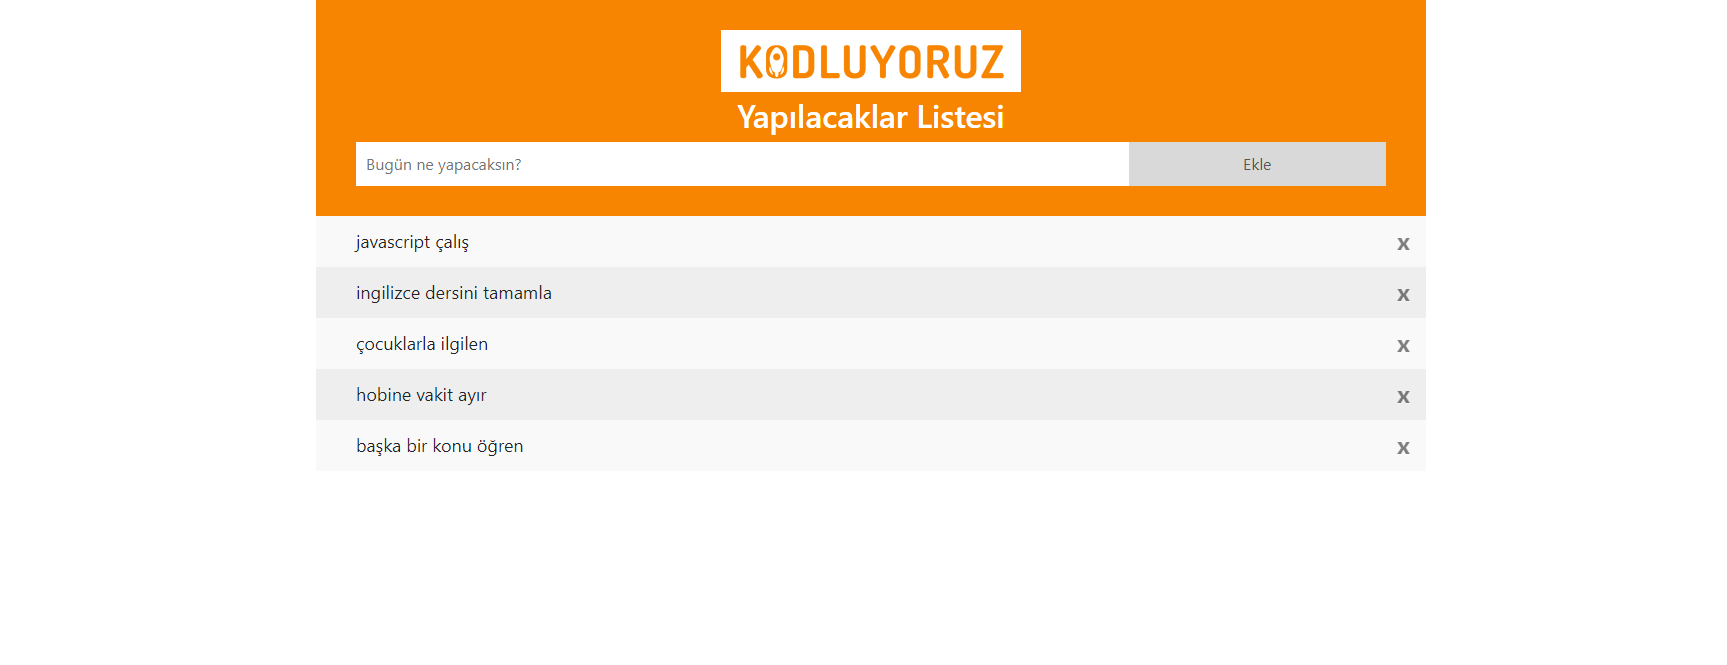 KODLUYORUZ
Yapılacaklar Listesi
Bugün ne yapacaksın?
Ekle
javascript çalış
x
ingilizce dersini tamamla
x
çocuklarla ilgilen
x
hobine vakit ayır
x
başka bir konu öğren
x